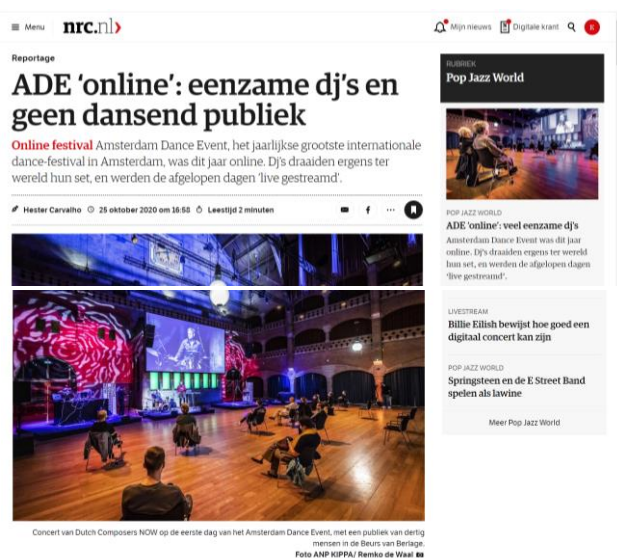 Menu
nrc.nl
Mijn nieuws
Digitale krant
K
Reportage
ADE ‘online’: eenzame dj’s en
geen dansend publiek
Online festival Amsterdam Dance Event, het jaarlijkse grootste internationale
dance-festival in Amsterdam, was dit jaar online. Dj’s draaiden ergens ter
wereld hun set, en werden de afgelopen dagen ‘live gestreamd’.
Hester Carvalho 25 oktober 2020 om 16:58 Leestijd 2 minuten
Concert van Dutch Composers NOW op de eerste dag van het Amsterdam Dance Event, met een publiek van dertig
mensen in de Beurs van Berlage.
Foto ANP KIPPA/ Remko de Waal
RUBRIEK
Pop Jazz World
POP JAZZ WORLD
ADE ‘online’: veel eenzame dj’s
Amsterdam Dance Event was dit jaar
online. Dj’s draaiden ergens ter wereld
hun set, en werden de afgelopen dagen
‘live gestreamd’.
LIVESTREAM
Billie Eilish bewijst hoe goed een
digitaal concert kan zijn
POP JAZZ WORLD
Springsteen en de E Street Band
spelen als lawine
Meer Pop Jazz World